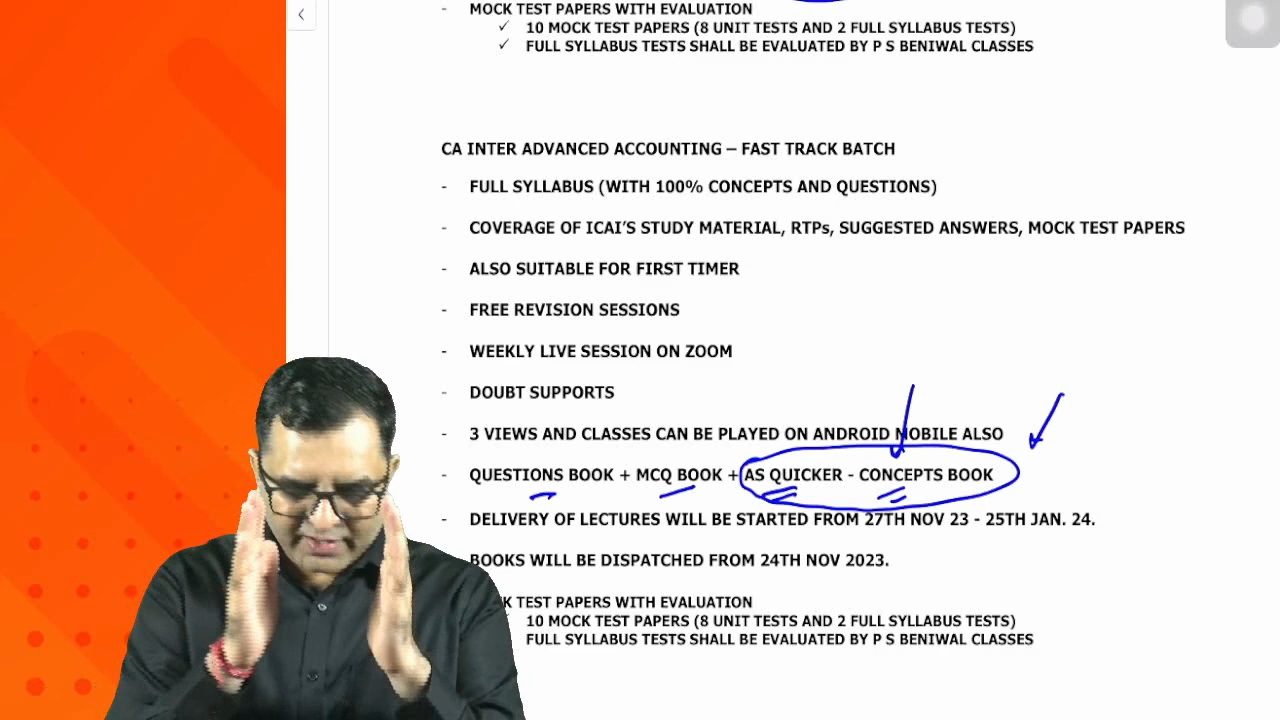 - MOCK TEST PAPERS WITH EVALUATION
✓ 10 MOCK TEST PAPERS (8 UNIT TESTS AND 2 FULL SYLLABUS TESTS)
✓ FULL SYLLABUS TESTS SHALL BE EVALUATED BY P S BENIWAL CLASSES
CA INTER ADVANCED ACCOUNTING – FAST TRACK BATCH
- FULL SYLLABUS (WITH 100% CONCEPTS AND QUESTIONS)
- COVERAGE OF ICAI'S STUDY MATERIAL, RTPs, SUGGESTED ANSWERS, MOCK TEST PAPERS
- ALSO SUITABLE FOR FIRST TIMER
- FREE REVISION SESSIONS
- WEEKLY LIVE SESSION ON ZOOM
- DOUBT SUPPORTS
- 3 VIEWS AND CLASSES CAN BE PLAYED ON ANDROID MOBILE ALSO
- QUESTIONS BOOK + MCQ BOOK + AS QUICKER - CONCEPTS BOOK
- DELIVERY OF LECTURES WILL BE STARTED FROM 27TH NOV 23 - 25TH JAN. 24.
BOOKS WILL BE DISPATCHED FROM 24TH NOV 2023.
K TEST PAPERS WITH EVALUATION
10 MOCK TEST PAPERS (8 UNIT TESTS AND 2 FULL SYLLABUS TESTS)
FULL SYLLABUS TESTS SHALL BE EVALUATED BY P S BENIWAL CLASSES